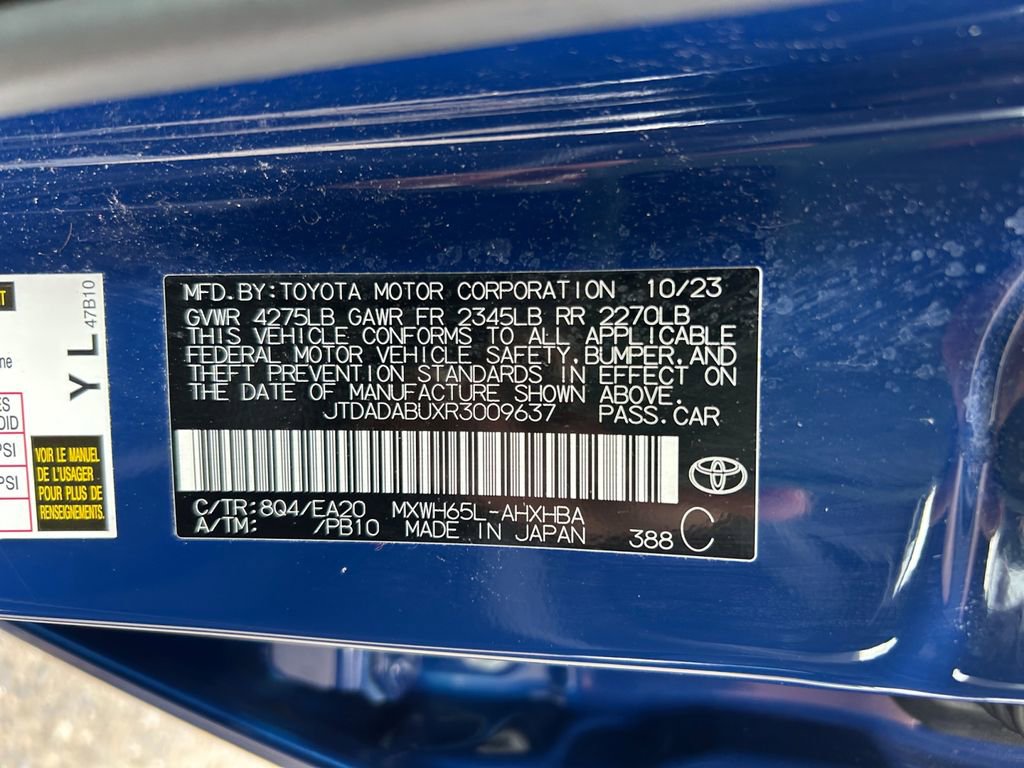 MFD.BY:TOYOTA MOTOR CORPORATION 10/23
GVWR 4275LB GAWR FR 2345LB RR 2270LB
THIS VEHICLE CONFORMS TO ALL APPLICABLE
FEDERAL MOTOR VEHICLE SAFETY,BUMPER,AND
THEFT PREVENTION STANDARDS IN EFFECT ON
THE DATE OF MANUFACTURE SHOWN ABOVE.
JTDADABUXR3009637 PASS.CAR
C/TR:8Q4/EA20 MXWH65L-AHXHBA
A/TM: /PB10 MADE IN JAPAN
388 C
47B10
YL
PSI
PSI
VOIR LE MANUEL
DE L'USAGER
POUR PLUS DE
RENSEIGNEMENTS.